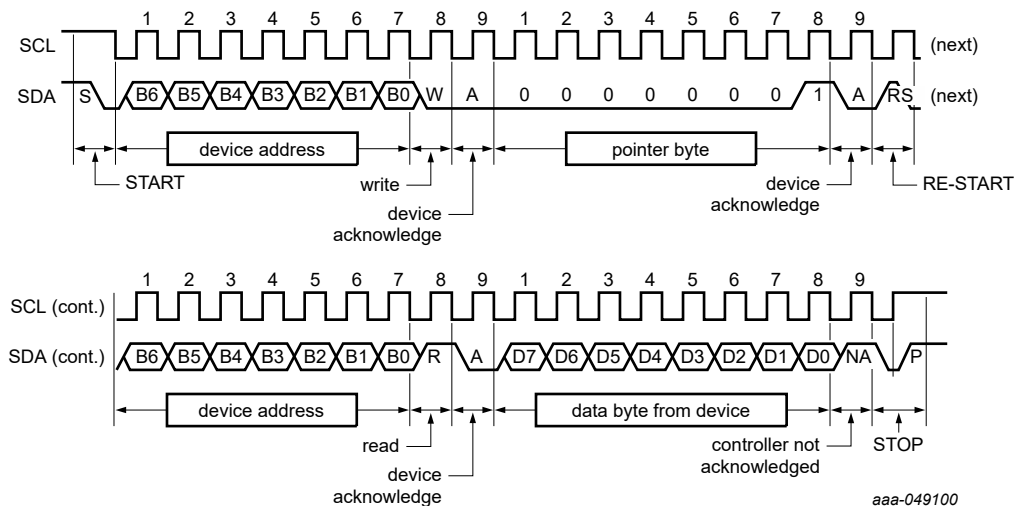 1 2 3 4 5 6 7 8 9 1 2 3 4 5 6 7 8 9
SCL (next)
SDA S B6 B5 B4 B3 B2 B1 B0 W A 0 0 0 0 0 0 0 1 A RS (next)
device address pointer byte
START write device RE-START
device acknowledge
acknowledge
1 2 3 4 5 6 7 8 9 1 2 3 4 5 6 7 8 9
SCL (cont.)
SDA (cont.) B6 B5 B4 B3 B2 B1 B0 R A D7 D6 D5 D4 D3 D2 D1 D0 NA P
device address data byte from device
read controller not STOP
device acknowledged
acknowledge
aaa-049100